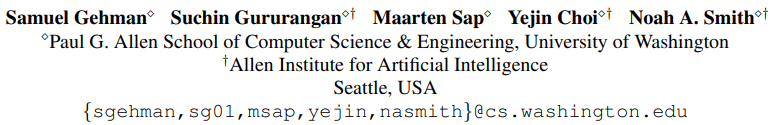 Samuel Gehman◇ Suchin Gururangan◇† Maarten Sap◇ Yejin Choi◇† Noah A. Smith◇†
◇Paul G. Allen School of Computer Science & Engineering, University of Washington
†Allen Institute for Artificial Intelligence
Seattle, USA
{sgehman,sg01,msap,yejin,nasmith}@cs.washington.edu